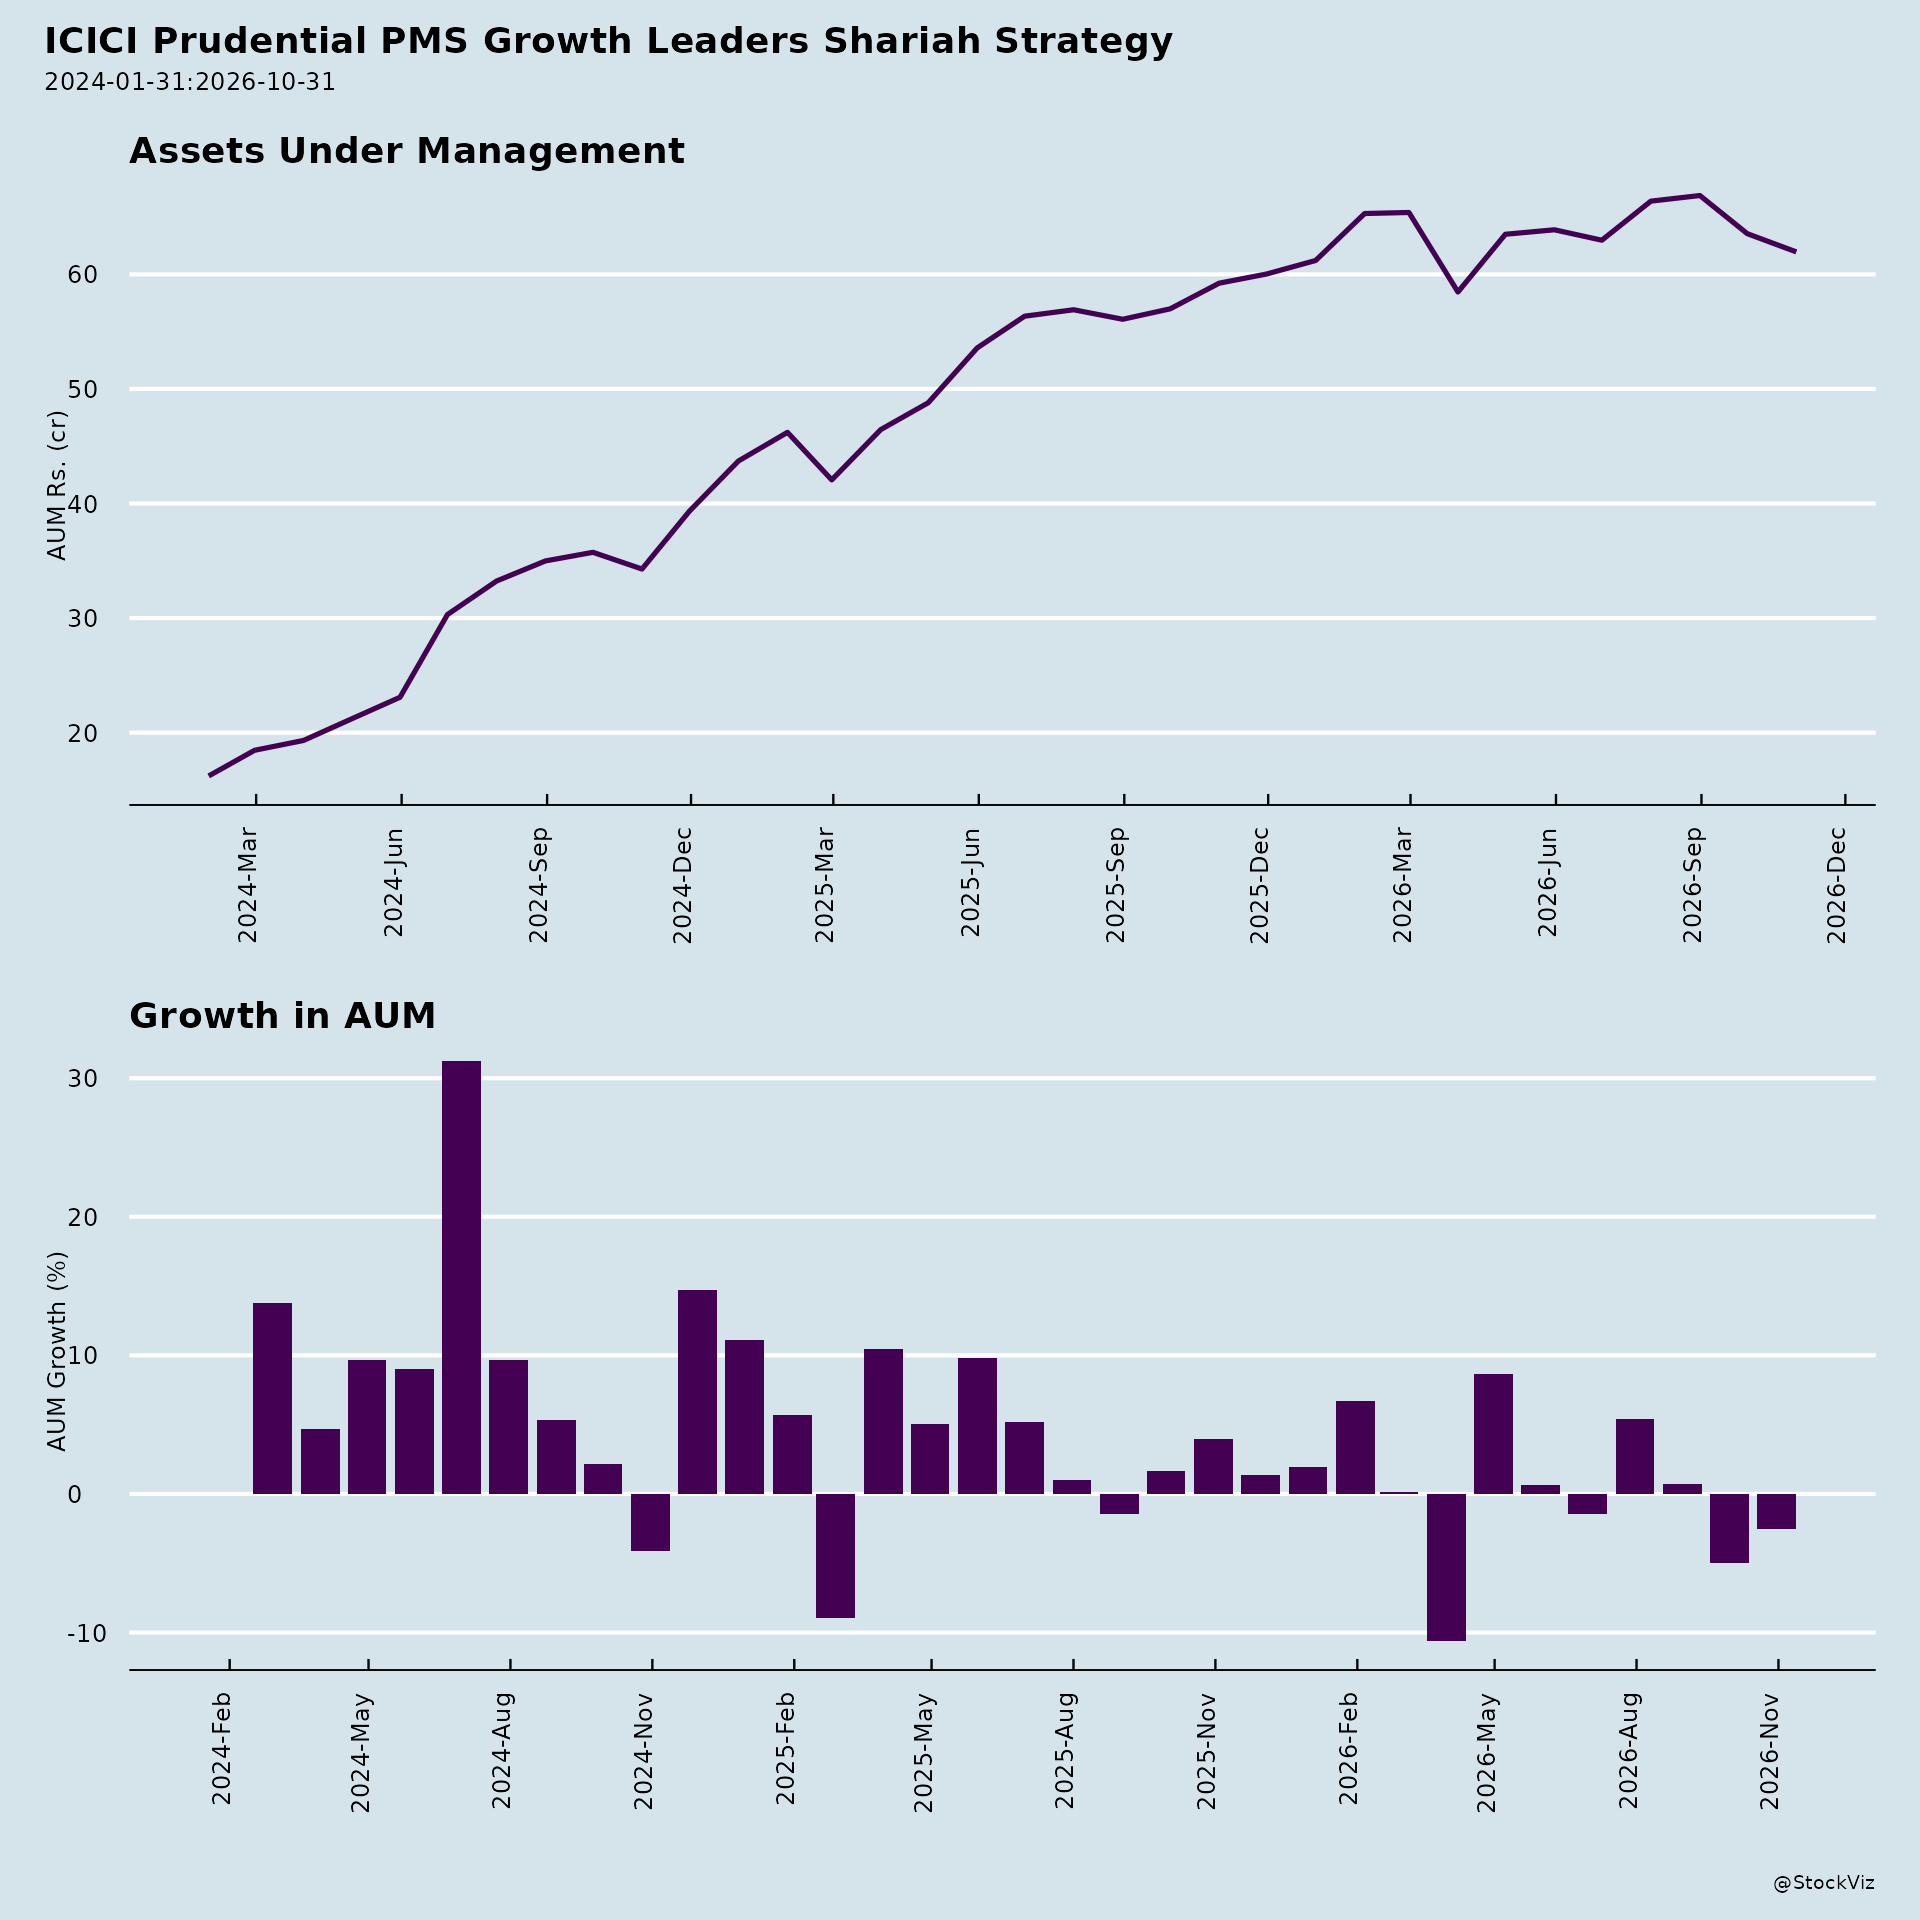 ICICI Prudential PMS Growth Leaders Shariah Strategy
2024-01-31:2026-10-31
Assets Under Management
AUM Rs. (cr)
60
50
40
30
20
2024-Mar
2024-Jun
2024-Sep
2024-Dec
2025-Mar
2025-Jun
2025-Sep
2025-Dec
2026-Mar
2026-Jun
2026-Sep
2026-Dec
Growth in AUM
AUM Growth (%)
30
20
10
0
-10
2024-Feb
2024-May
2024-Aug
2024-Nov
2025-Feb
2025-May
2025-Aug
2025-Nov
2026-Feb
2026-May
2026-Aug
2026-Nov
@StockViz